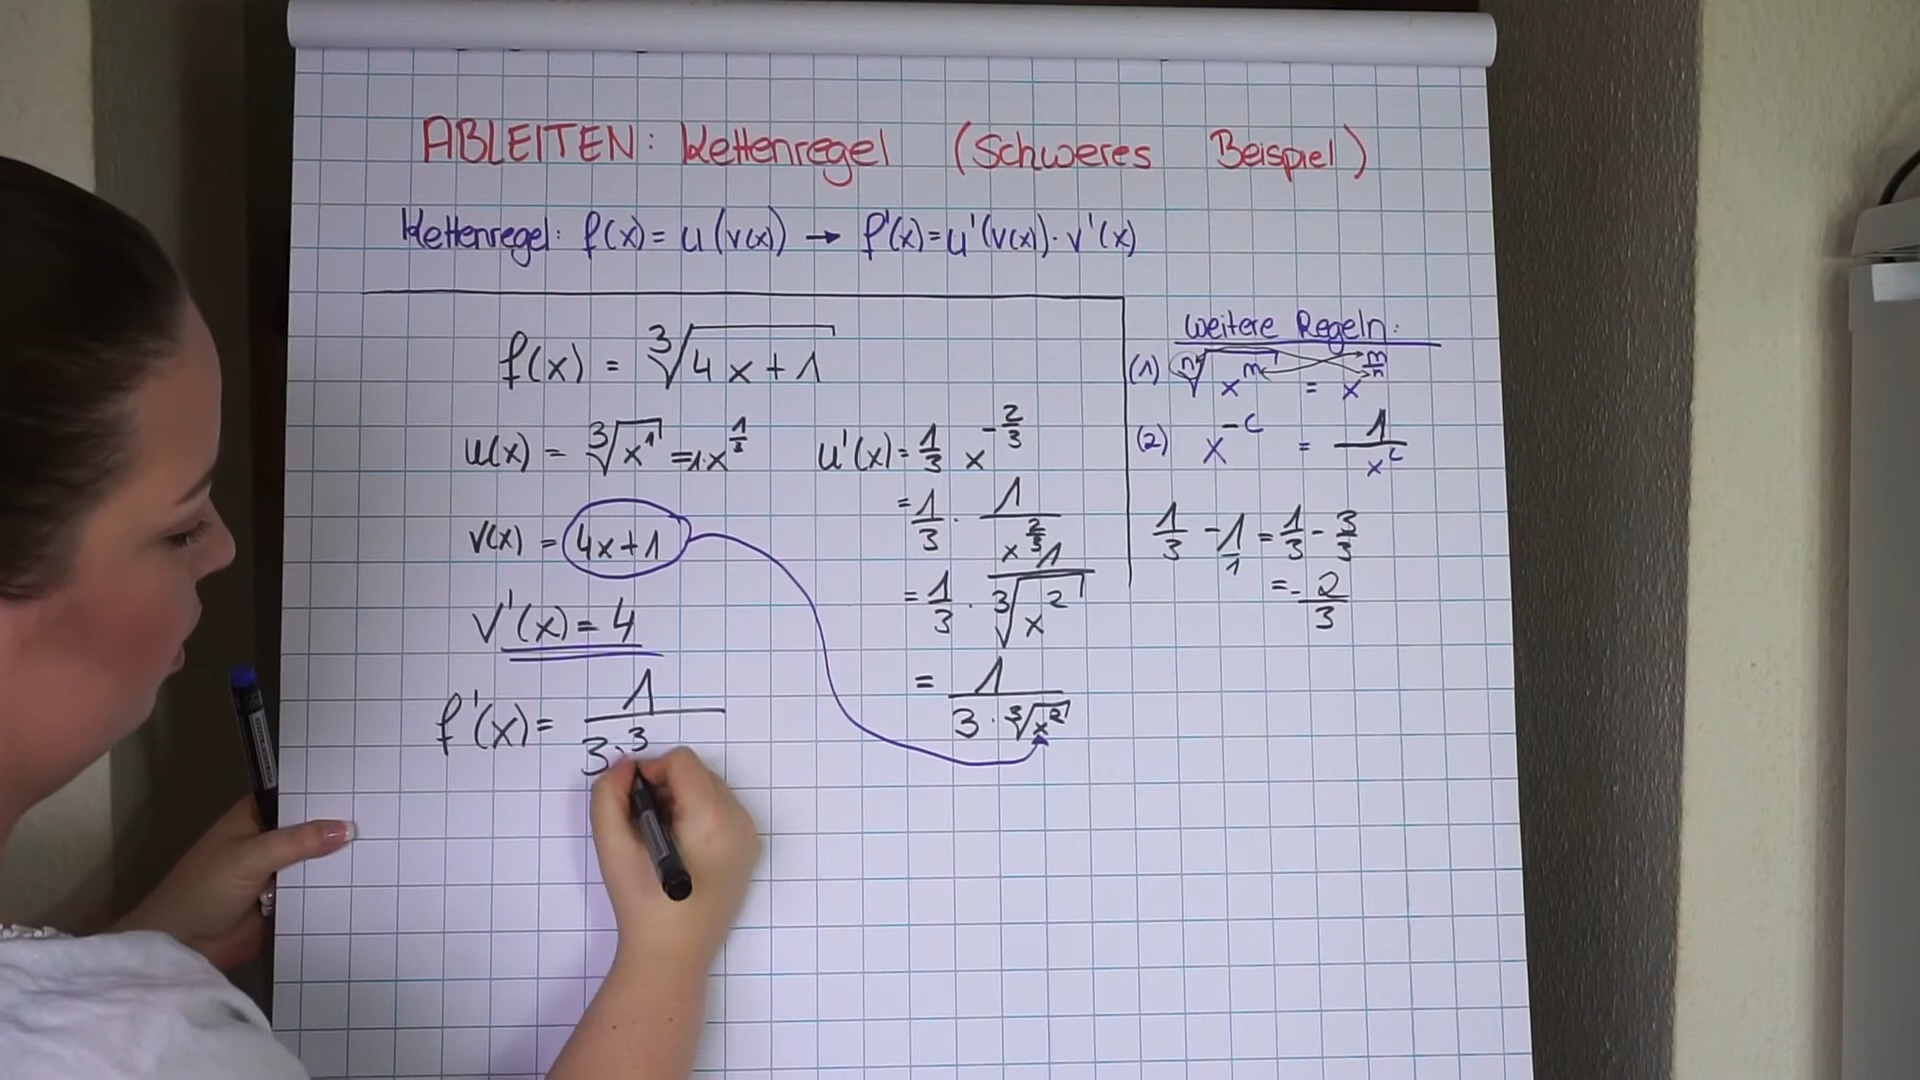 ABLEITEN: Kettenregel (Schweres Beispiel)
Kettenregel: f(x) = u(v(x)) → f'(x) = u'(v(x)) · v'(x)
f(x) = ∛(4x+1)
u(x) = ∛(x¹) = 1·x^(1/3)
u'(x) = 1/3 x^(-2/3)
= 1/3 · 1/x^(2/3)
= 1/3 · 1/∛(x²)
= 1/(3·∛(x²))
v(x) = 4x+1
v'(x) = 4
f'(x) = 1/(3·³
weitere Regeln:
(1) ⁿ√(x^m) = x^(m/n)
(2) x^(-c) = 1/x^c
1/3 - 1/1 = 1/3 - 3/3
= -2/3